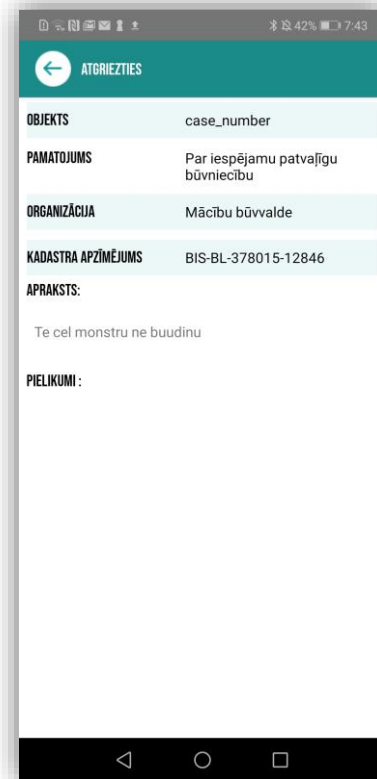 42% 7:43
ATGRIEZTIES
OBJEKTS case_number
PAMATOJUMS Par iespējamu patvaļīgu
būvniecību
ORGANIZĀCIJA Mācību būvvalde
KADASTRA APZĪMĒJUMS BIS-BL-378015-12846
APRAKSTS:
Te cel monstru ne buudinu
PIELIKUMI :